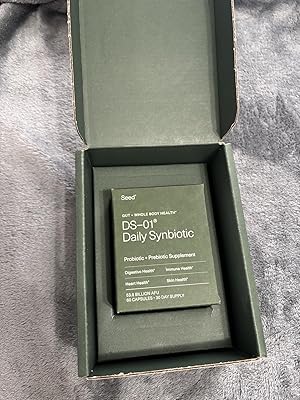 Seed*
GUT + WHOLE BODY HEALTH*
DS-01®
Daily Synbiotic
Probiotic + Prebiotic Supplement
Digestive Health* Immune Health*
Heart Health* Skin Health*
53.6 BILLION AFU
60 CAPSULES • 30 DAY SUPPLY